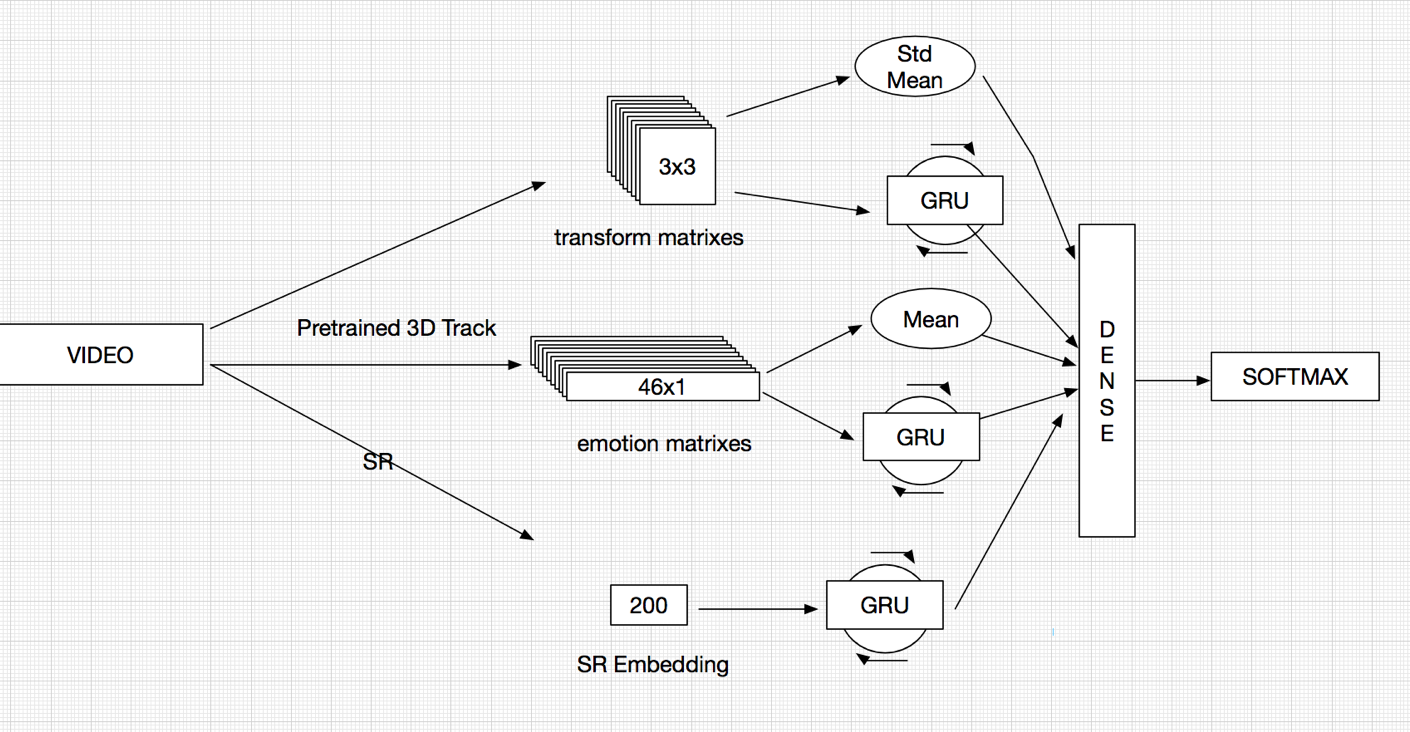 Std
Mean
3x3
GRU
transform matrixes
Pretrained 3D Track
Mean
VIDEO
D
E
N
S
E
SOFTMAX
46x1
GRU
emotion matrixes
SR
200
GRU
SR Embedding